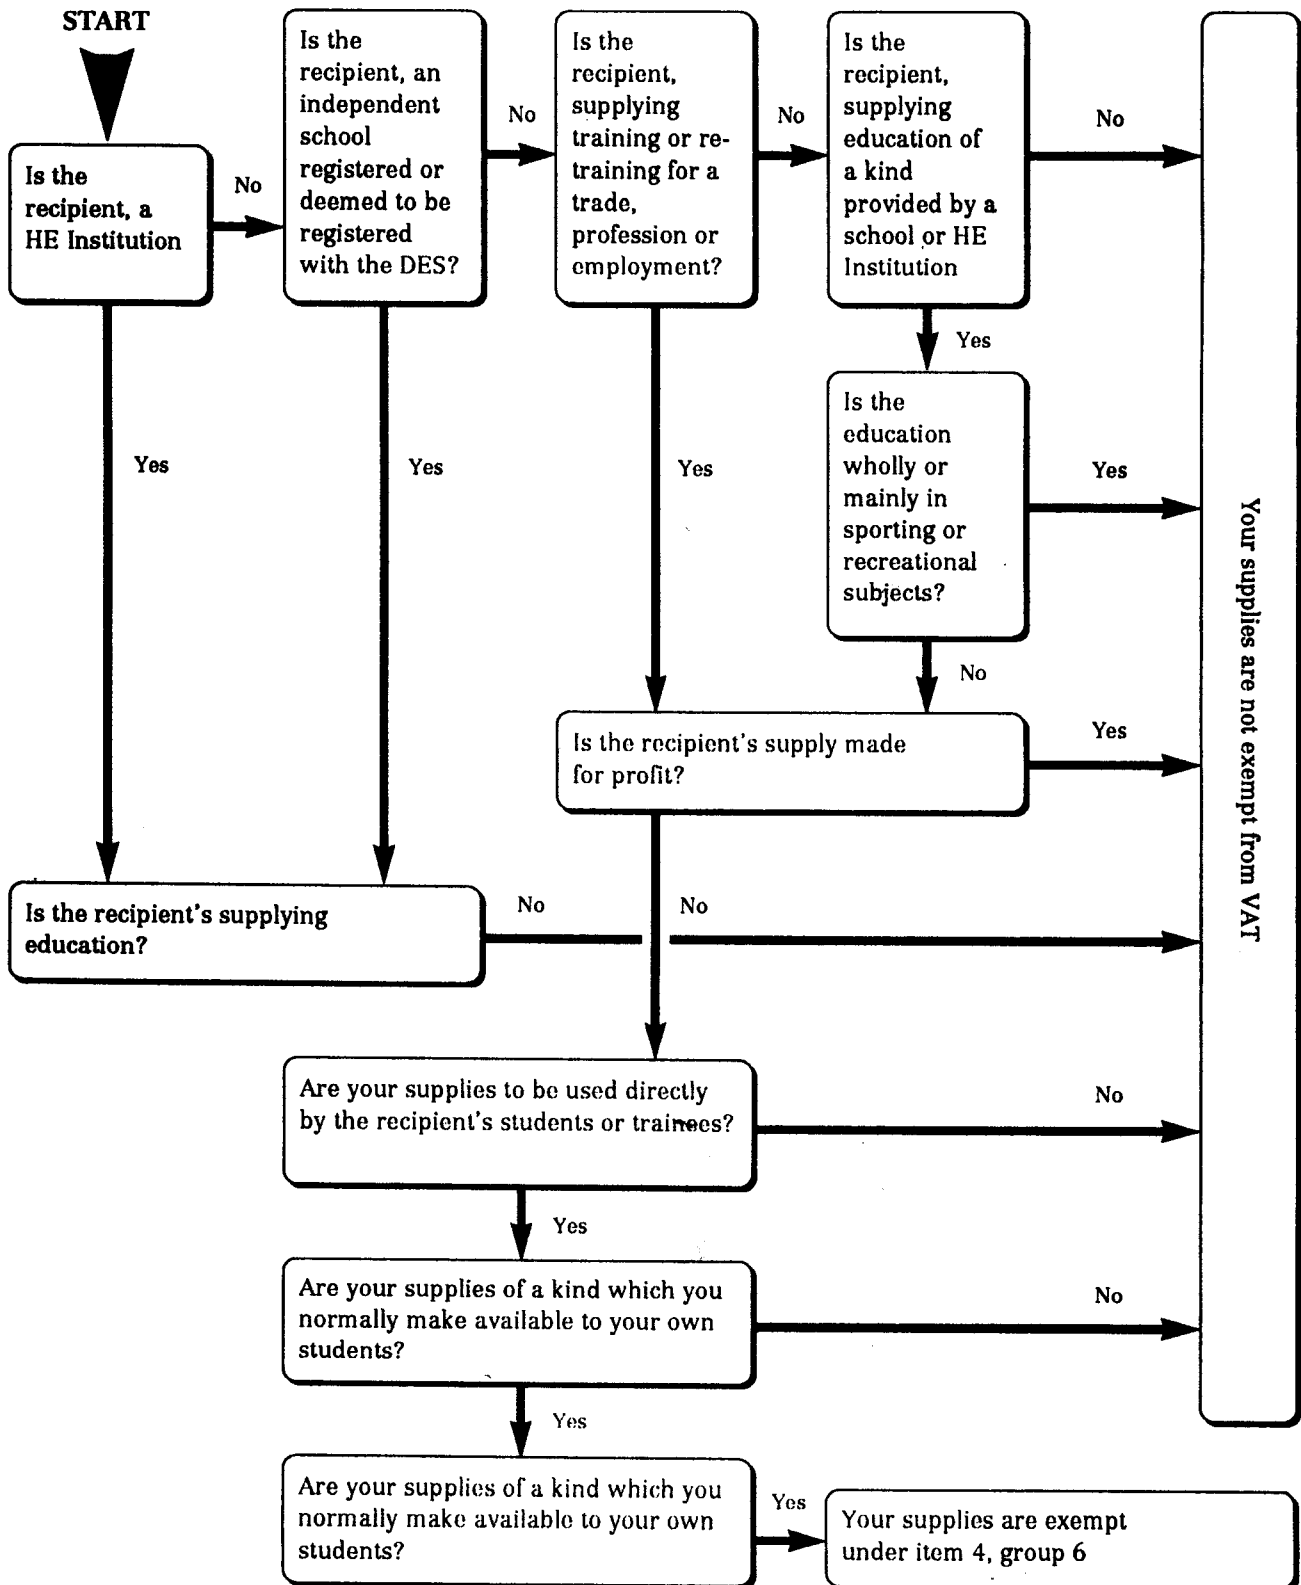 START
Is the
recipient, a
HE Institution
No
Yes
Is the
recipient, an
independent
school
registered or
deemed to be
registered
with the DES?
No
Yes
Is the
recipient,
supplying
training or re-
training for a
trade,
profession or
employment?
No
Yes
Is the
recipient,
supplying
education of
a kind
provided by a
school or HE
Institution
No
Yes
Is the
education
wholly or
mainly in
sporting or
recreational
subjects?
Yes
No
Is the recipient's supply made
for profit?
Yes
No
Is the recipient's supplying
education?
No
Are your supplies to be used directly
by the recipient's students or trainees?
No
Yes
Are your supplies of a kind which you
normally make available to your own
students?
No
Yes
Are your supplies of a kind which you
normally make available to your own
students?
Yes
Your supplies are exempt
under item 4, group 6
Your supplies are not exempt from VAT